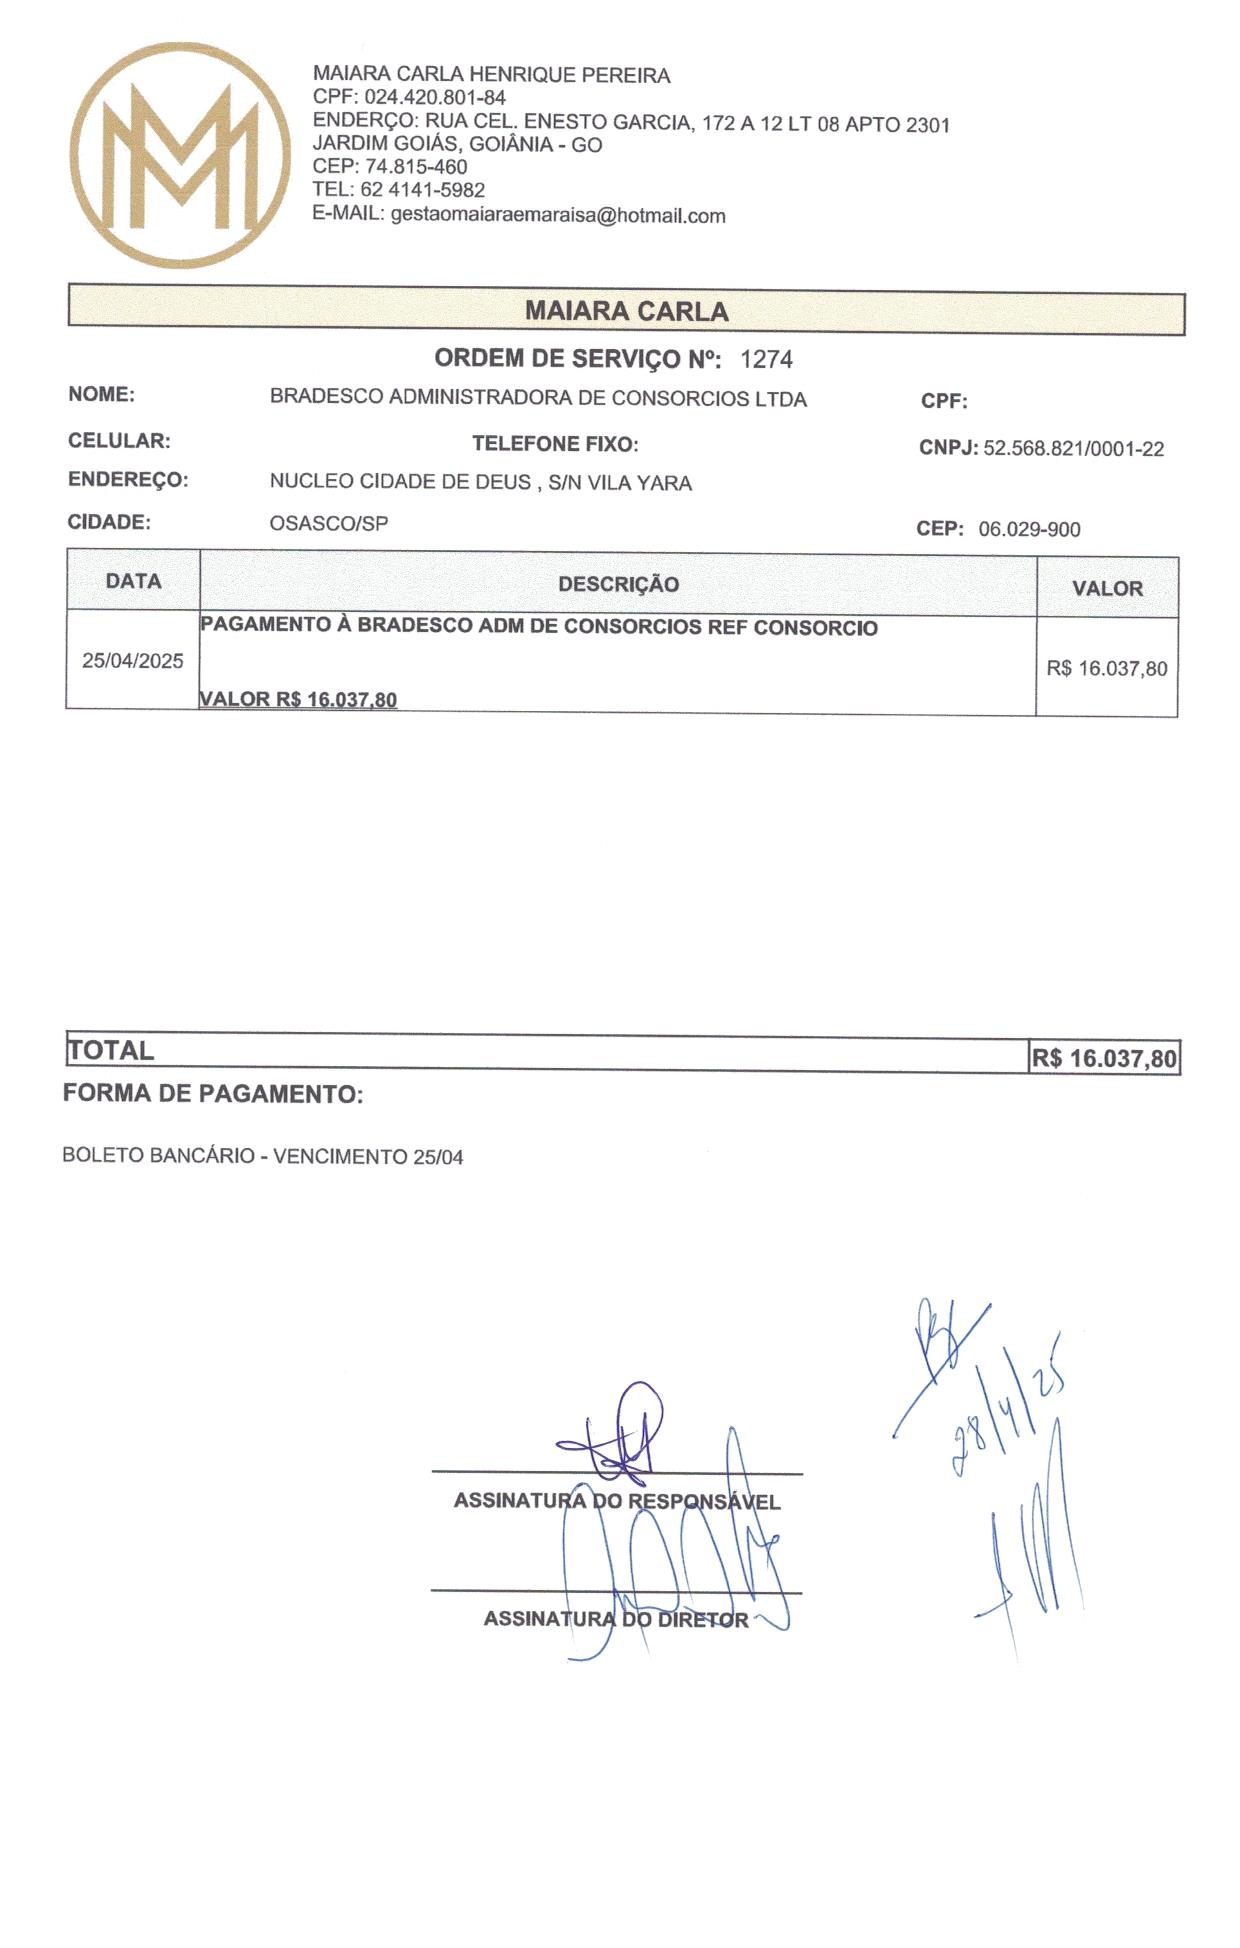 MAIARA CARLA HENRIQUE PEREIRA
CPF: 024.420.801-84
ENDERÇO: RUA CEL. ENESTO GARCIA, 172 A 12 LT 08 APTO 2301
JARDIM GOIÁS, GOIÂNIA - GO
CEP: 74.815-460
TEL: 62 4141-5982
E-MAIL: gestaomaiaraemaraisa@hotmail.com
MAIARA CARLA
ORDEM DE SERVIÇO Nº: 1274
NOME: BRADESCO ADMINISTRADORA DE CONSORCIOS LTDA CPF:
CELULAR: TELEFONE FIXO: CNPJ: 52.568.821/0001-22
ENDEREÇO: NUCLEO CIDADE DE DEUS , S/N VILA YARA
CIDADE: OSASCO/SP CEP: 06.029-900
DATA DESCRIÇÃO VALOR
PAGAMENTO À BRADESCO ADM DE CONSORCIOS REF CONSORCIO
25/04/2025 R$ 16.037,80
VALOR R$ 16.037,80
TOTAL R$ 16.037,80
FORMA DE PAGAMENTO:
BOLETO BANCÁRIO - VENCIMENTO 25/04
28/4/25
ASSINATURA DO RESPONSÁVEL
ASSINATURA DO DIRETOR